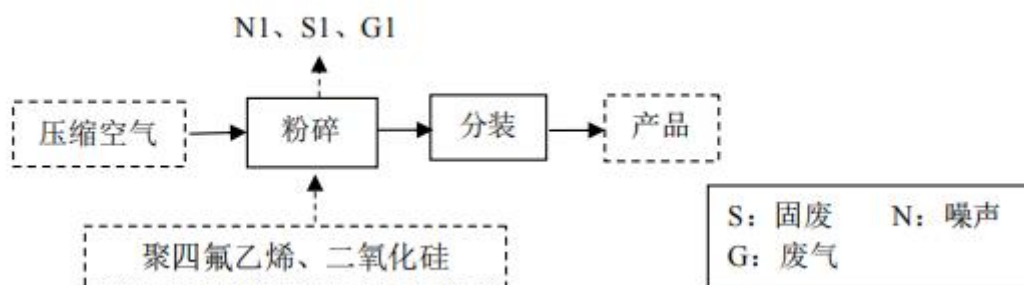 N1、S1、G1
压缩空气
粉碎
分装
产品
聚四氟乙烯、二氧化硅
S：固废 N：噪声
G：废气